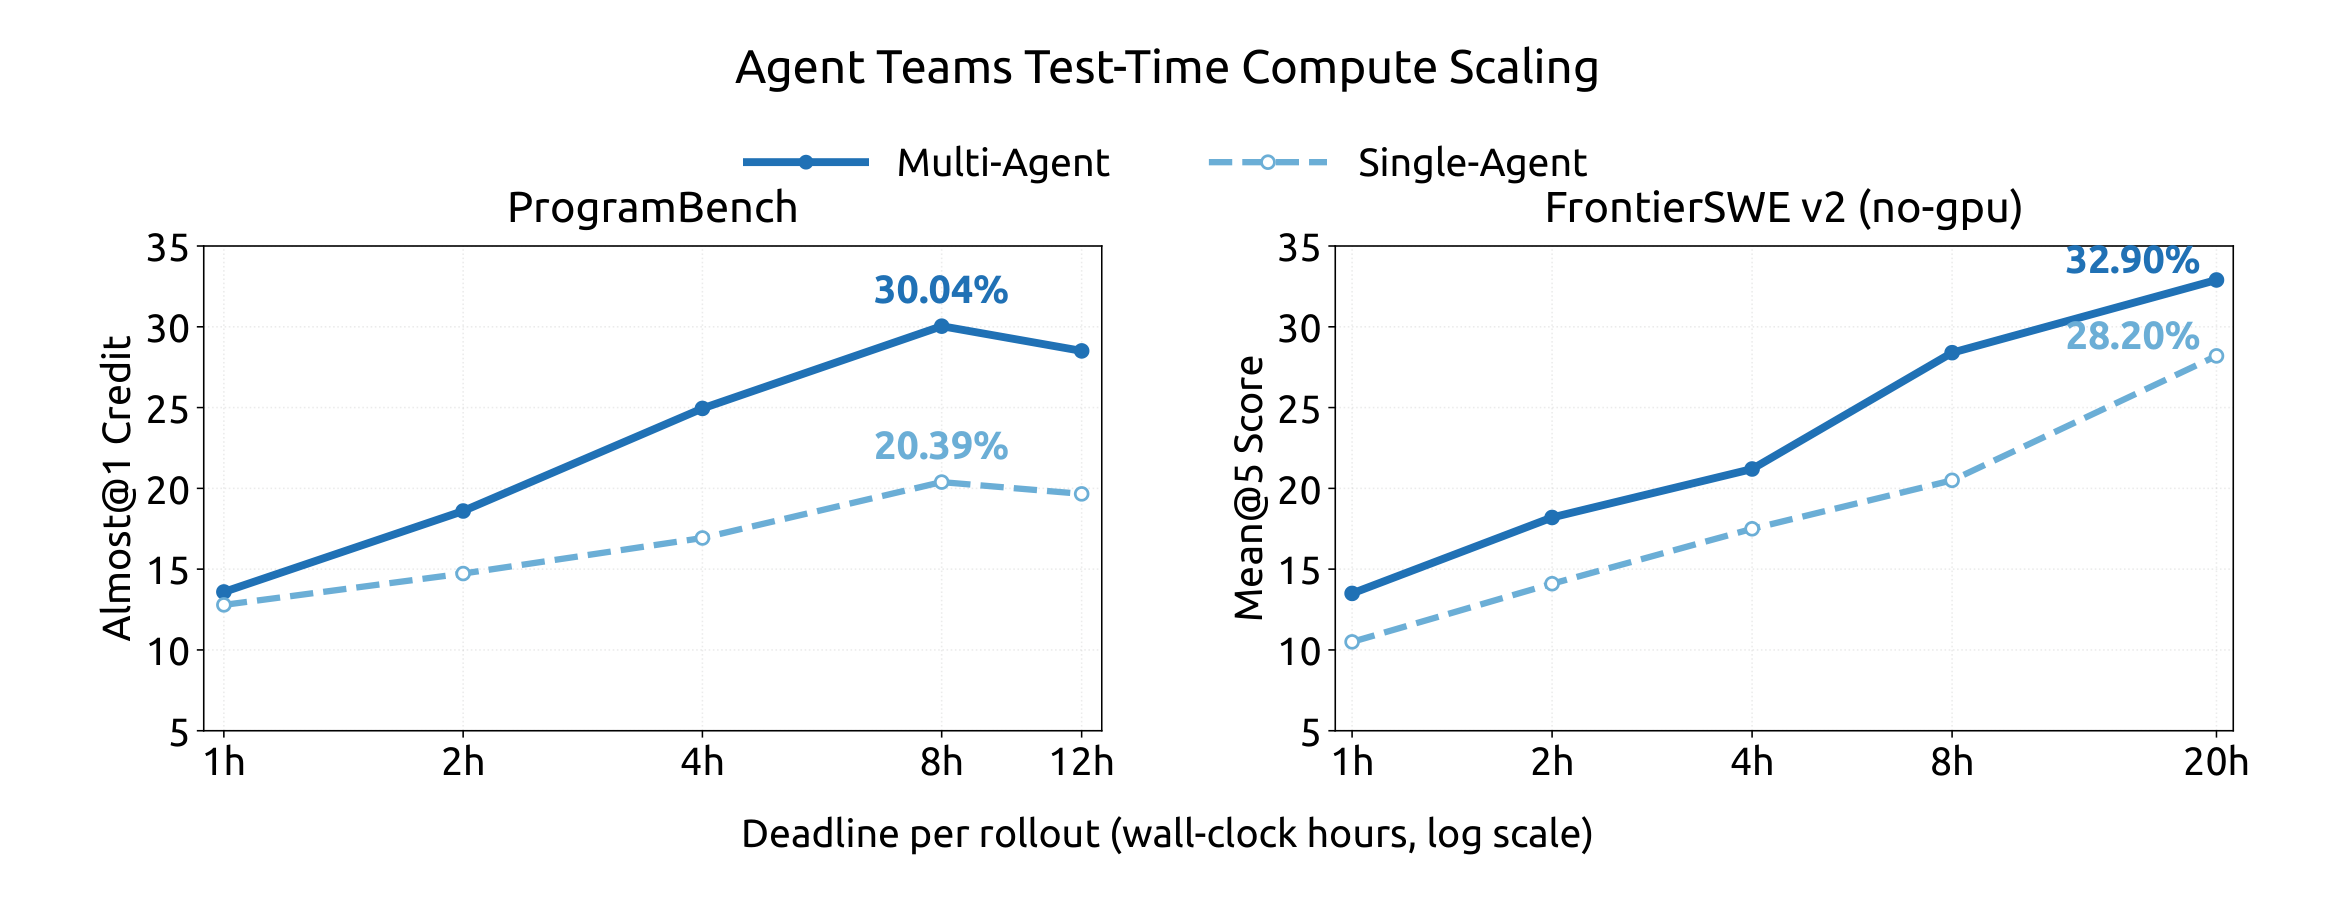 Agent Teams Test-Time Compute Scaling
Multi-Agent
Single-Agent
ProgramBench
Almost@1 Credit
35
30
25
20
15
10
5
30.04%
20.39%
1h
2h
4h
8h
12h
FrontierSWE v2 (no-gpu)
Mean@5 Score
35
30
25
20
15
10
5
32.90%
28.20%
1h
2h
4h
8h
20h
Deadline per rollout (wall-clock hours, log scale)